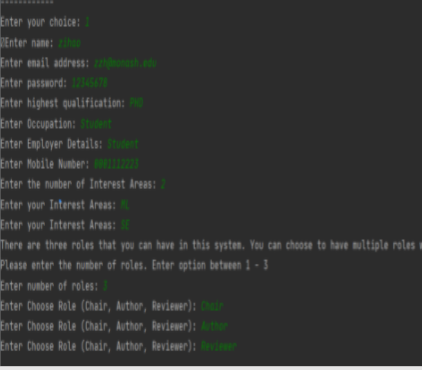 ------------
Enter your choice: 1
Enter name: zihao
Enter email address: zzh@monash.edu
Enter password: 12345678
Enter highest qualification: PHD
Enter Occupation: Student
Enter Employer Details: Student
Enter Mobile Number:
Enter the number of Interest Areas: 2
Enter your Interest Areas: ML
Enter your Interest Areas: SE
There are three roles that you can have in this system. You can choose to have multiple roles
Please enter the number of roles. Enter option between 1 - 3
Enter number of roles: 3
Enter Choose Role (Chair, Author, Reviewer): Chair
Enter Choose Role (Chair, Author, Reviewer): Author
Enter Choose Role (Chair, Author, Reviewer): Reviewer